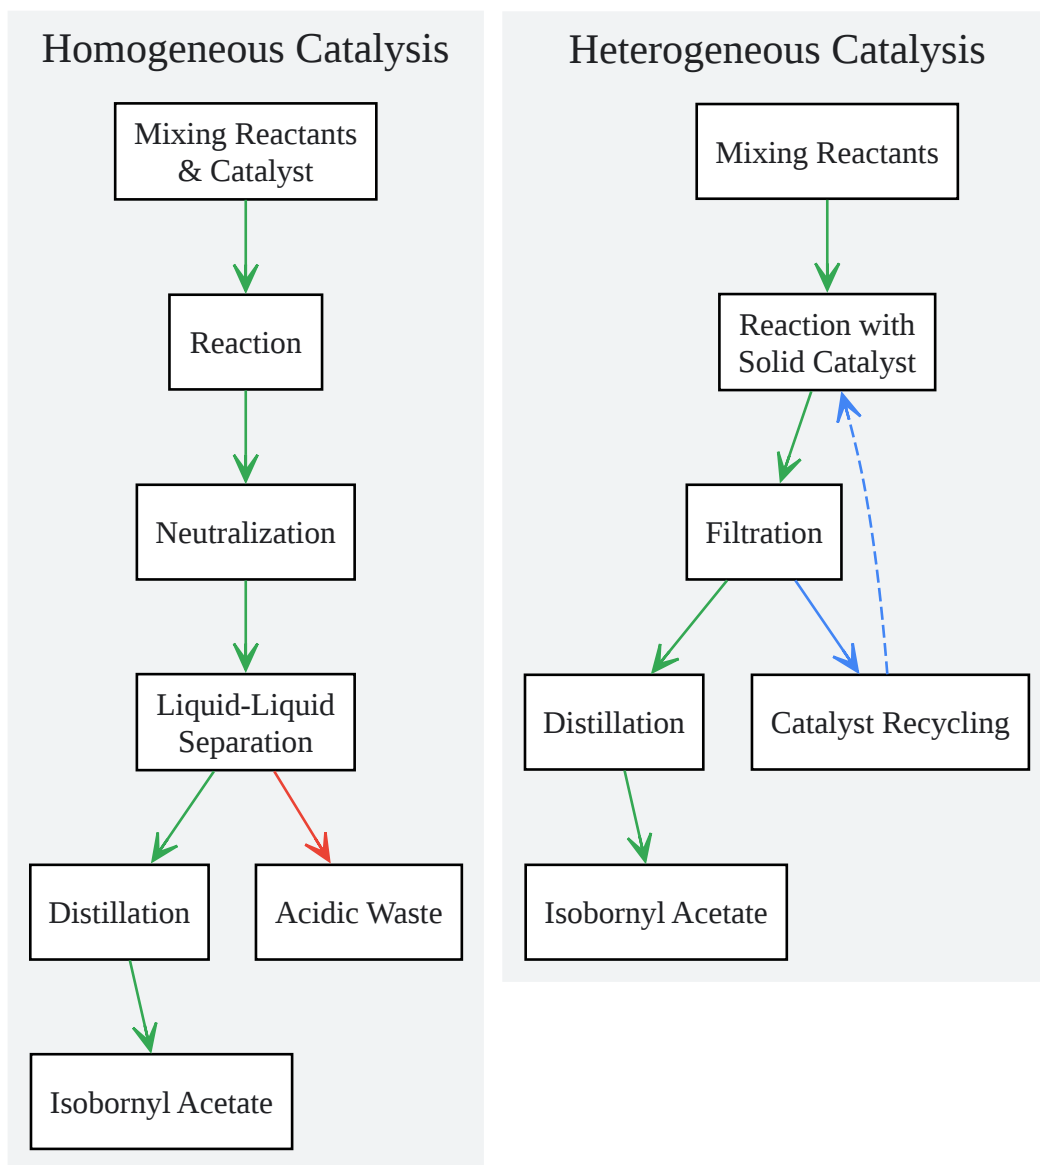 Homogeneous Catalysis
Mixing Reactants
& Catalyst
Reaction
Neutralization
Liquid-Liquid
Separation
Distillation
Acidic Waste
Isobornyl Acetate
Heterogeneous Catalysis
Mixing Reactants
Reaction with
Solid Catalyst
Filtration
Distillation
Catalyst Recycling
Isobornyl Acetate